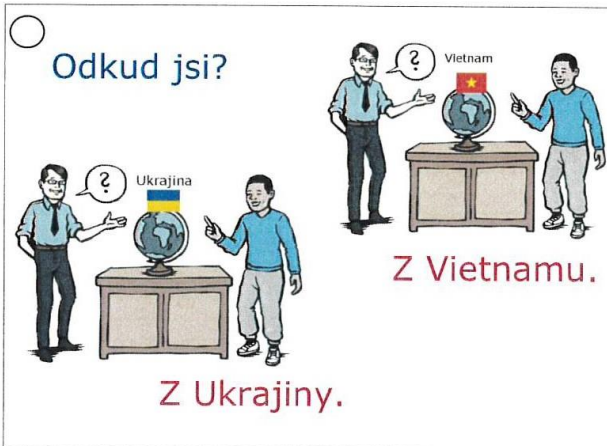 Odkud jsi?
?
Vietnam
Z Vietnamu.
?
Ukrajina
Z Ukrajiny.